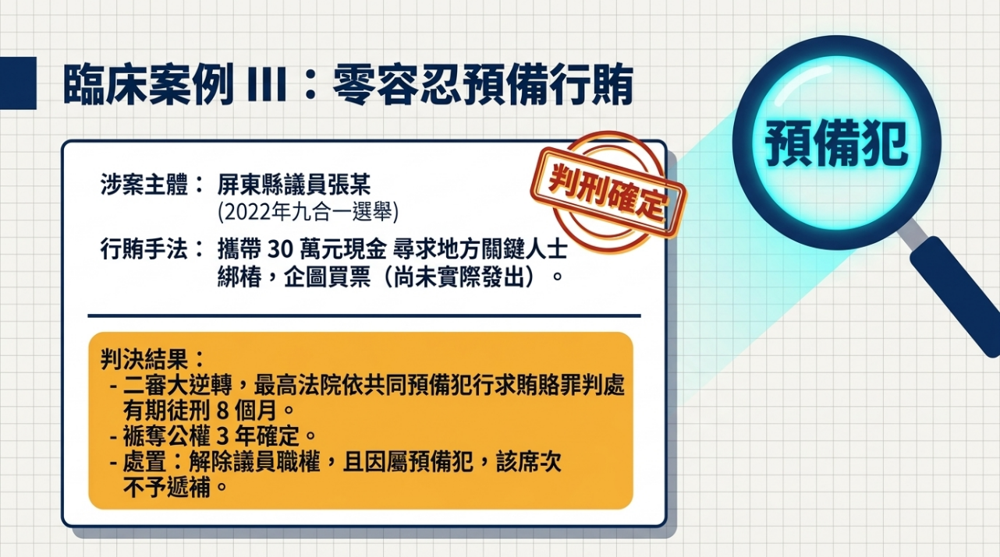 臨床案例 III：零容忍預備行賄
預備犯
判刑確定
涉案主體：屏東縣議員張某
(2022年九合一選舉)
行賄手法：攜帶 30 萬元現金 尋求地方關鍵人士
綁樁，企圖買票（尚未實際發出）。
判決結果：
- 二審大逆轉，最高法院依共同預備犯行求賄賂罪判處
有期徒刑 8 個月。
- 褫奪公權 3 年確定。
- 處置：解除議員職權，且因屬預備犯，該席次
不予遞補。